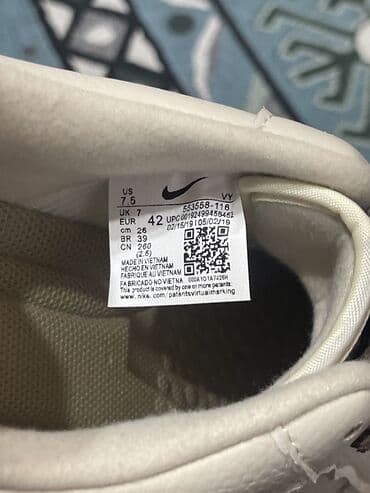 US
7.5 VY
UK 7 553558-116
EUR 42 UPC 00192499458462
cm 26 02/15/19 | 05/02/19
BR 39
CN 260
(2.5)
MADE IN VIETNAM
HECHO EN VIETNAM
FABRIQUE AU VIETNAM
FABRICADO NO VIETNA
This product is covered by one or more patents:
www.nike.com/patentsvirtualmarking